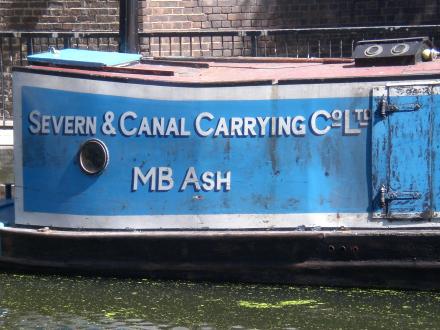 SEVERN & CANAL CARRYING Co LTD
MB ASH